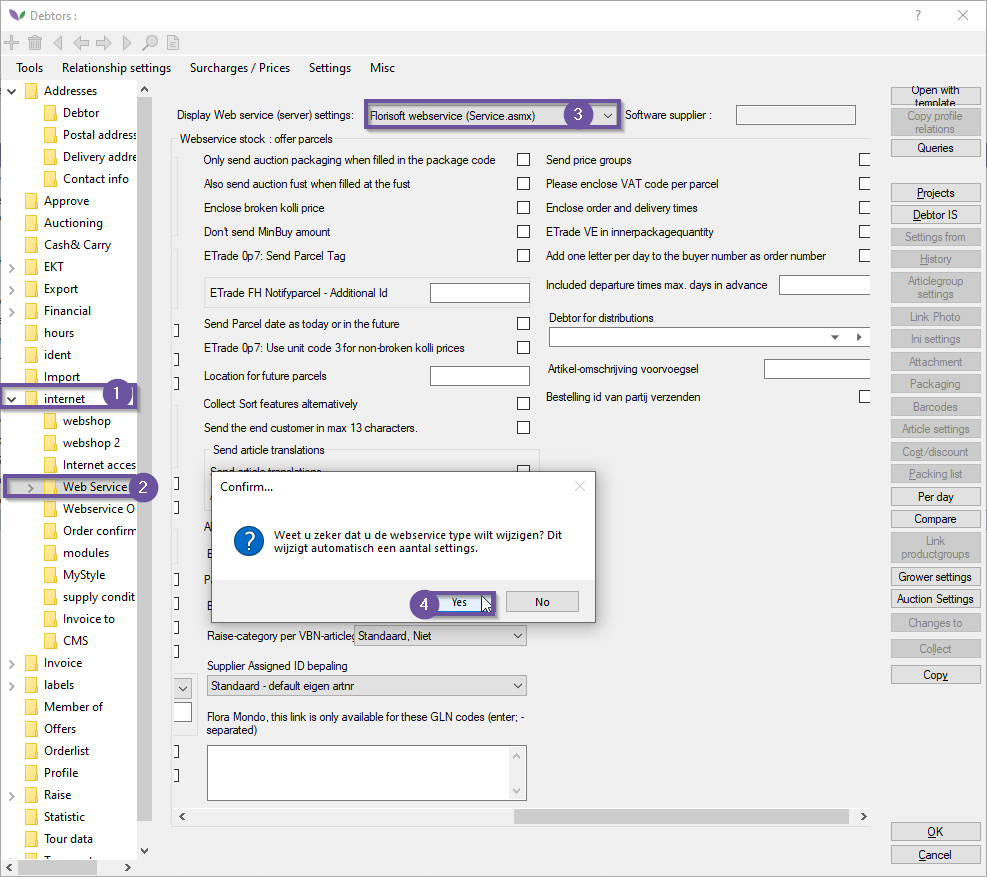 Debtors :
?
Tools Relationship settings Surcharges / Prices Settings Misc
Addresses
Debtor
Postal address
Delivery addre
Contact info
Approve
Auctioning
Cash& Carry
EKT
Export
Financial
hours
ident
Import
internet
1
webshop
webshop 2
Internet acces
Web Service
2
Webservice O
Order confirm
modules
MyStyle
supply condit
Invoice to
CMS
Invoice
labels
Member of
Offers
Orderlist
Profile
Raise
Statistic
Tour data
Display Web service (server) settings: Florisoft webservice (Service.asmx) 3 Software supplier :
Webservice stock : offer parcels
Only send auction packaging when filled in the package code
Also send auction fust when filled at the fust
Enclose broken kolli price
Don't send MinBuy amount
ETrade 0p7: Send Parcel Tag
ETrade FH Notifyparcel - Additional Id
Send Parcel date as today or in the future
ETrade 0p7: Use unit code 3 for non-broken kolli prices
Location for future parcels
Collect Sort features alternatively
Send the end customer in max 13 characters.
Send article translations
Send article translations
Send price groups
Please enclose VAT code per parcel
Enclose order and delivery times
ETrade VE in innerpackagequantity
Add one letter per day to the buyer number as order number
Included departure times max. days in advance
Debtor for distributions
Artikel-omschrijving voorvoegsel
Bestelling id van partij verzenden
Confirm...
?
Weet u zeker dat u de webservice type wilt wijzigen? Dit
wijzigt automatisch een aantal settings.
4 Yes No
Raise-category per VBN-articleg Standaard, Niet
Supplier Assigned ID bepaling
Standaard - default eigen artnr
Flora Mondo, this link is only available for these GLN codes (enter; -
separated)
Open with
template
Copy profile
relations
Queries
Projects
Debtor IS
Settings from
History
Articlegroup
settings
Link Photo
Ini settings
Attachment
Packaging
Barcodes
Article settings
Cost/discount
Packing list
Per day
Compare
Link
productgroups
Grower settings
Auction Settings
Changes to
Collect
Copy
OK
Cancel